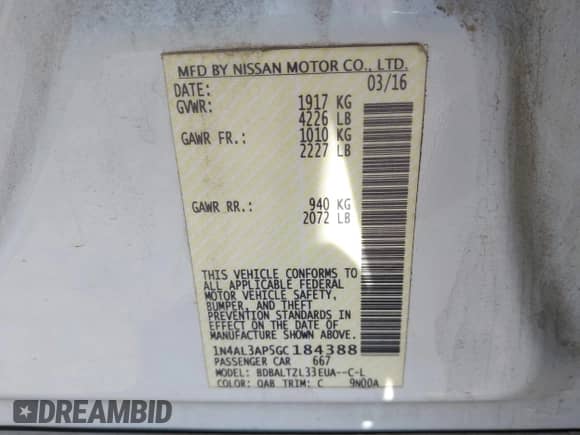 MFD BY NISSAN MOTOR CO., LTD.
DATE: 03/16
GVWR: 1917 KG
4226 LB
GAWR FR.: 1010 KG
2227 LB
GAWR RR.: 940 KG
2072 LB
THIS VEHICLE CONFORMS TO
ALL APPLICABLE FEDERAL
MOTOR VEHICLE SAFETY,
BUMPER, AND THEFT
PREVENTION STANDARDS IN
EFFECT ON THE DATE OF
MANUFACTURE SHOWN ABOVE.
1N4AL3AP5GC184388
PASSENGER CAR 667
MODEL: BDBALTZL33EUA--C-L
COLOR: QAB TRIM: C 9N00A
DREAMBID